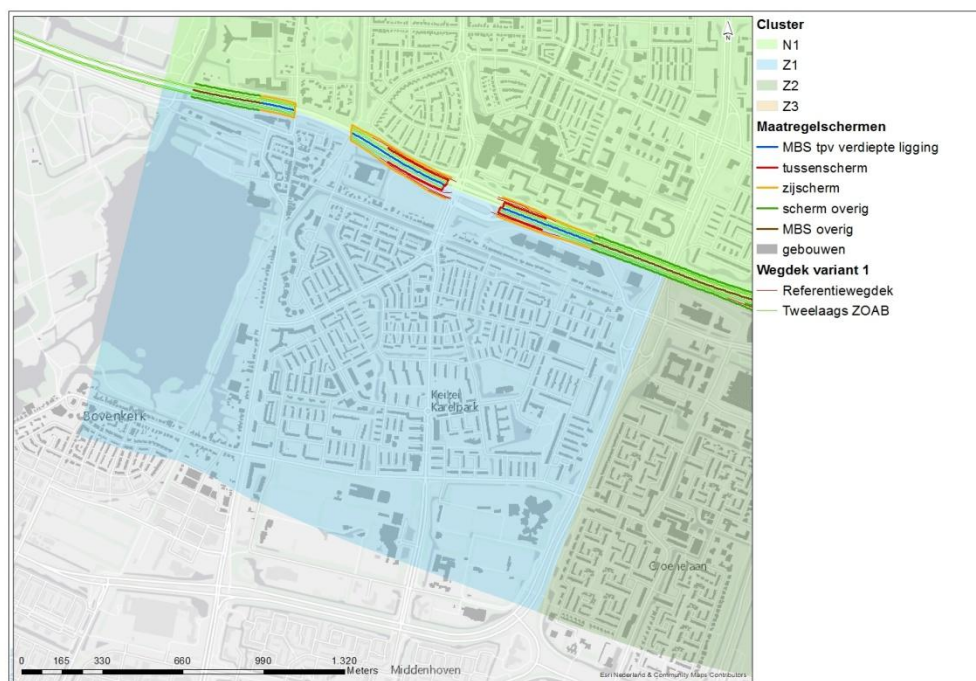 N
Cluster
N1
Z1
Z2
Z3
Maatregelschermen
MBS tpv verdiepte ligging
tussenscherm
zijscherm
scherm overig
MBS overig
gebouwen
Wegdek variant 1
Referentiewegdek
Tweelaags ZOAB
Keizer
Karelpark
Bovenkerk
Groenelaan
0 165 330 660 990 1.320
Meters
Middenhoven
Esri Nederland & Community Maps Contributors